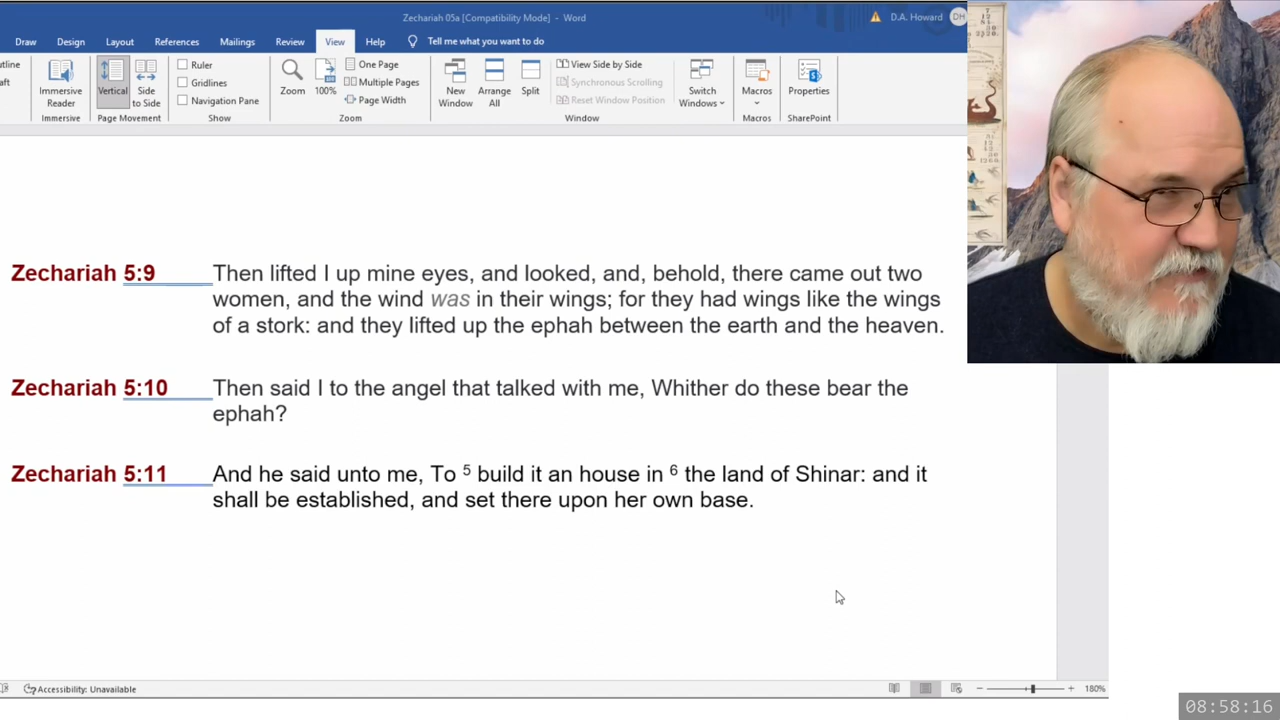 Zechariah 05a [Compatibility Mode] - Word
D.A. Howard DH
Draw Design Layout References Mailings Review View Help Tell me what you want to do
Immersive Reader
Vertical
Side to Side
Ruler
Gridlines
Navigation Pane
Zoom
100%
One Page
Multiple Pages
Page Width
New Window
Arrange All
Split
View Side by Side
Synchronous Scrolling
Reset Window Position
Switch Windows
Macros
Properties
Immersive Page Movement Show Zoom Window Macros SharePoint
Zechariah 5:9 Then lifted I up mine eyes, and looked, and, behold, there came out two
women, and the wind was in their wings; for they had wings like the wings
of a stork: and they lifted up the ephah between the earth and the heaven.
Zechariah 5:10 Then said I to the angel that talked with me, Whither do these bear the
ephah?
Zechariah 5:11 And he said unto me, To 5 build it an house in 6 the land of Shinar: and it
shall be established, and set there upon her own base.
Accessibility: Unavailable
180%
08:58:16